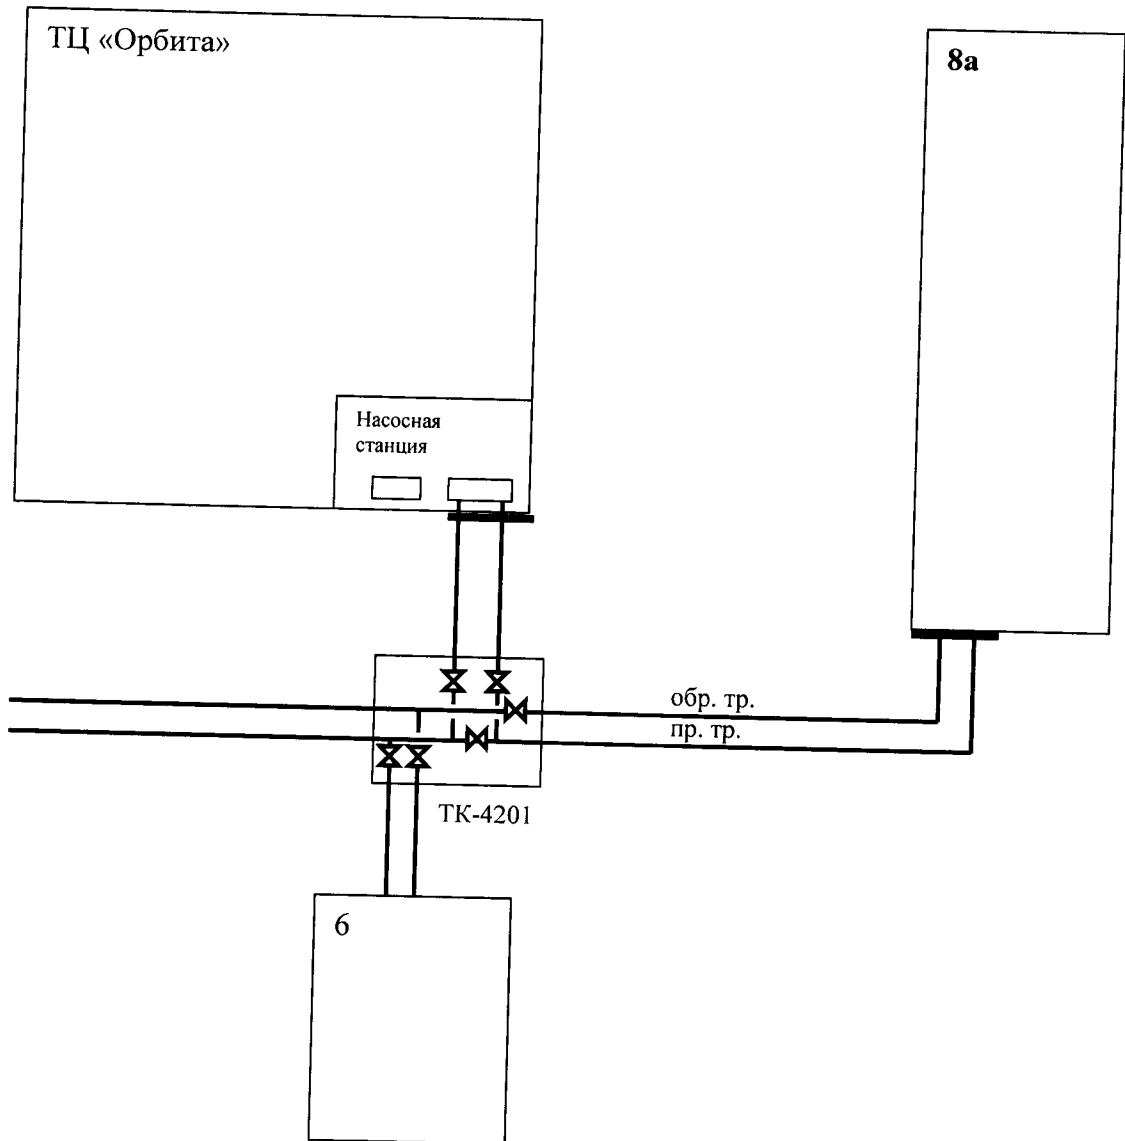 ТЦ «Орбита»
8а
Насосная
станция
обр. тр.
пр. тр.
ТК-4201
6